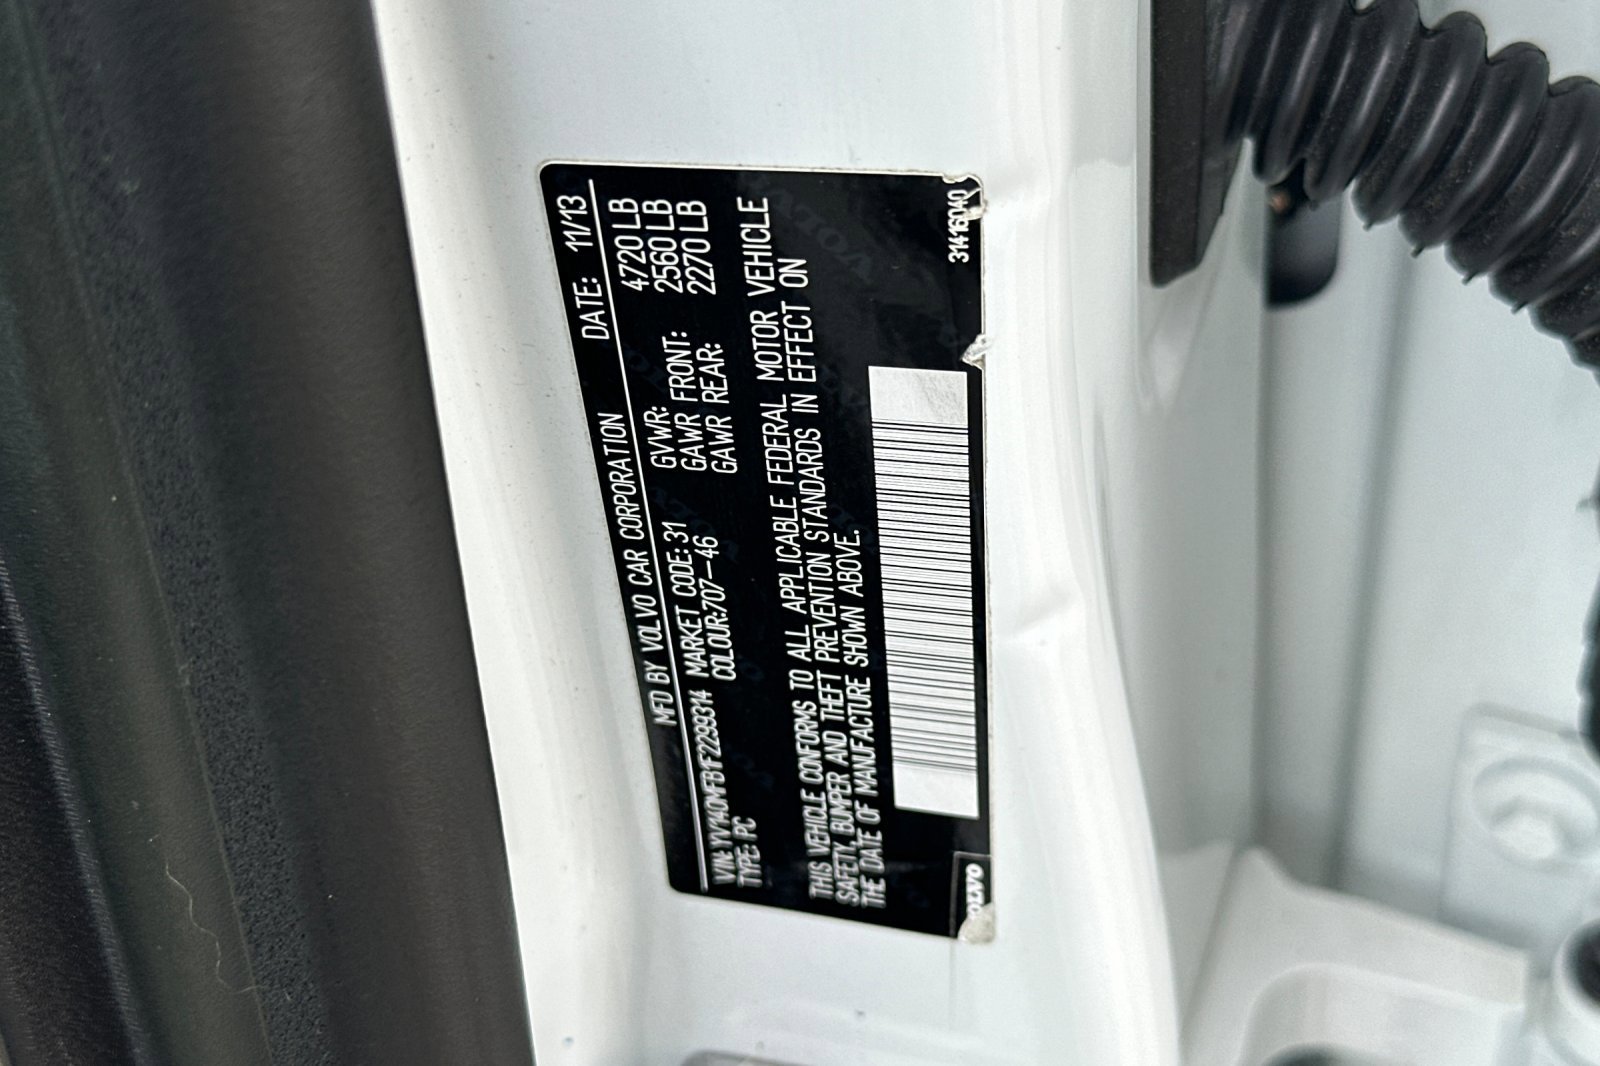 MFD BY VOLVO CAR CORPORATION DATE: 11/13
VIN: YV140MFB1F2299314 MARKET CODE: 31 GVWR: 4720 LB
TYPE: PC COLOUR:707-46 GAWR FRONT: 2560 LB
GAWR REAR: 2270 LB
THIS VEHICLE CONFORMS TO ALL APPLICABLE FEDERAL MOTOR VEHICLE
SAFETY, BUMPER AND THEFT PREVENTION STANDARDS IN EFFECT ON
THE DATE OF MANUFACTURE SHOWN ABOVE.
VOLVO
31416040